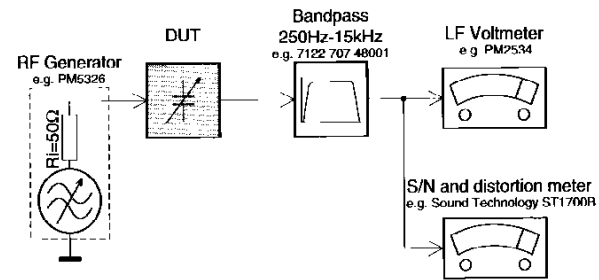 Bandpass
250Hz-15kHz
e.g. 7122 707 48001
DUT
LF Voltmeter
e.g PM2534
RF Generator
e.g. PM5326
Ri=50Ω
S/N and distortion meter
e.g. Sound Technology ST1700B